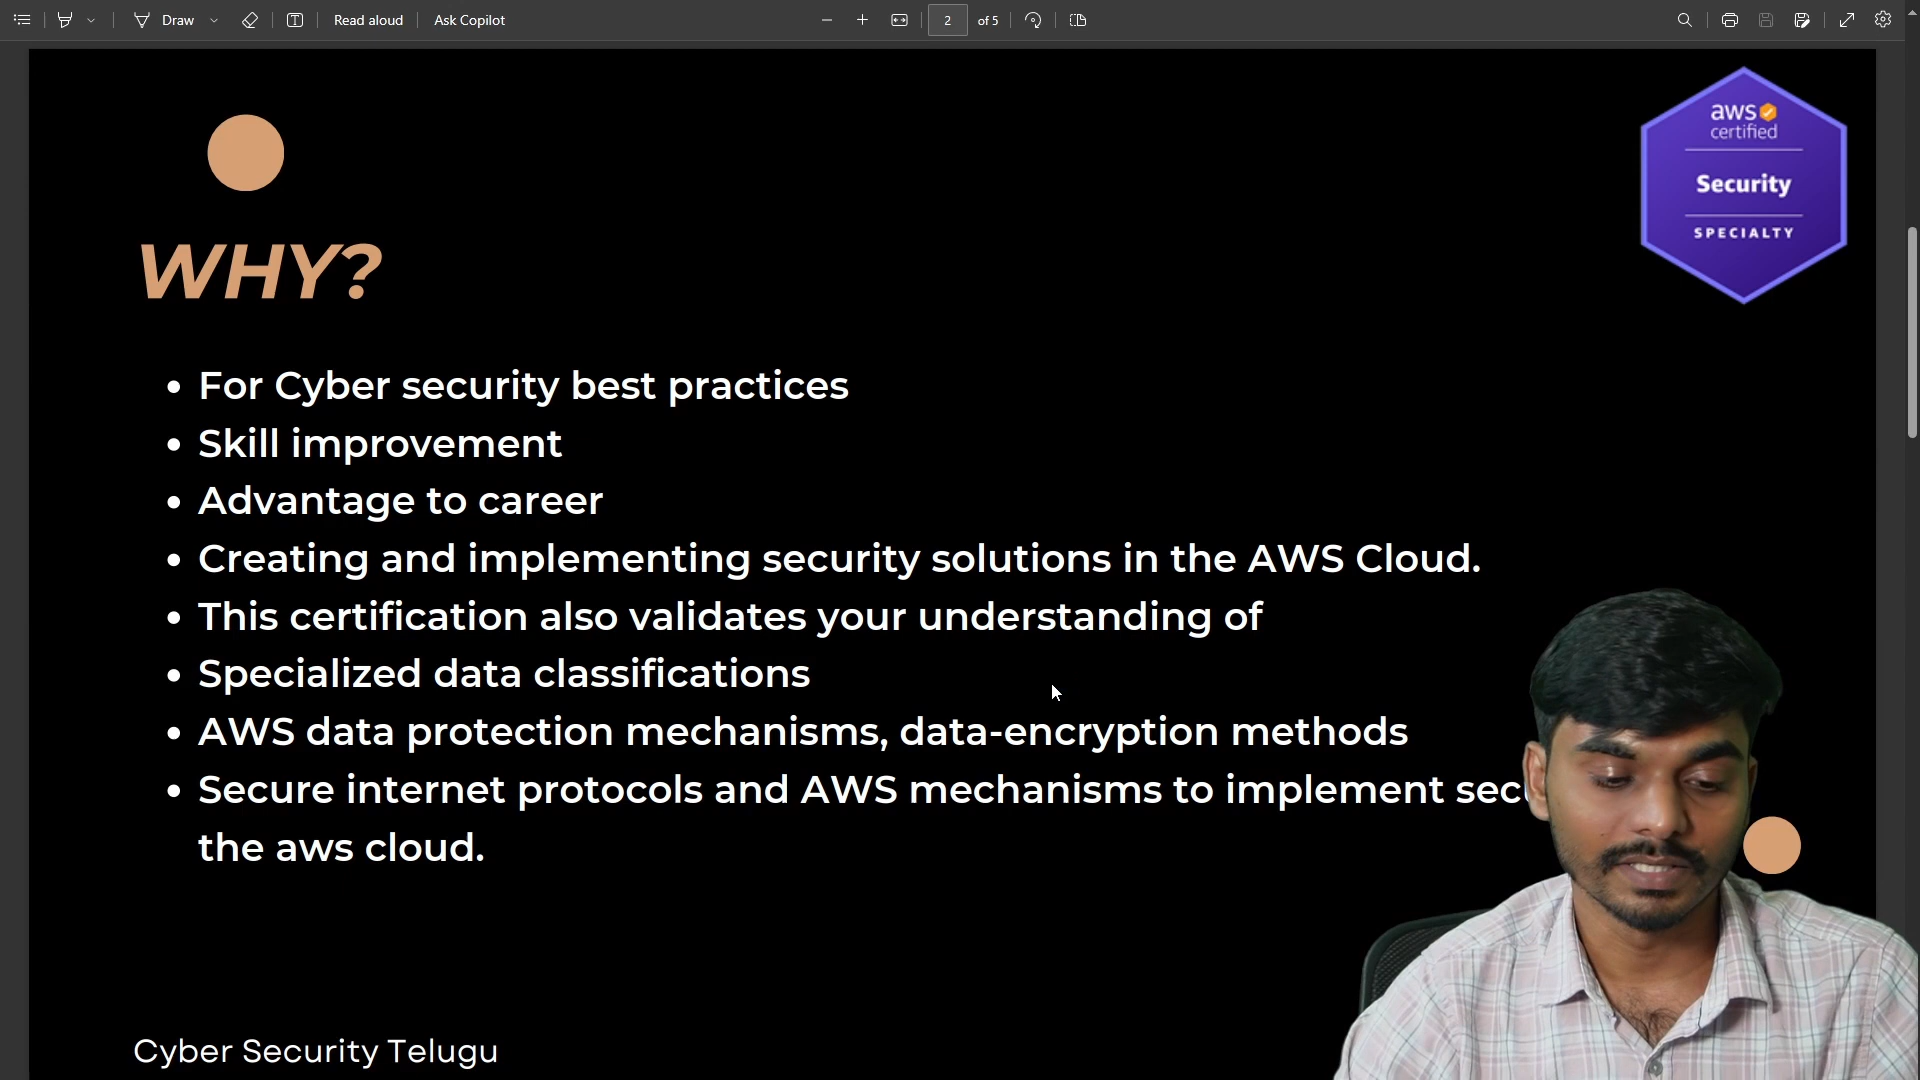 Draw
Read aloud
Ask Copilot
2 of 5
aws
certified
Security
SPECIALTY
WHY?
• For Cyber security best practices
• Skill improvement
• Advantage to career
• Creating and implementing security solutions in the AWS Cloud.
• This certification also validates your understanding of
• Specialized data classifications
• AWS data protection mechanisms, data-encryption methods
• Secure internet protocols and AWS mechanisms to implement
the aws cloud.
Cyber Security Telugu